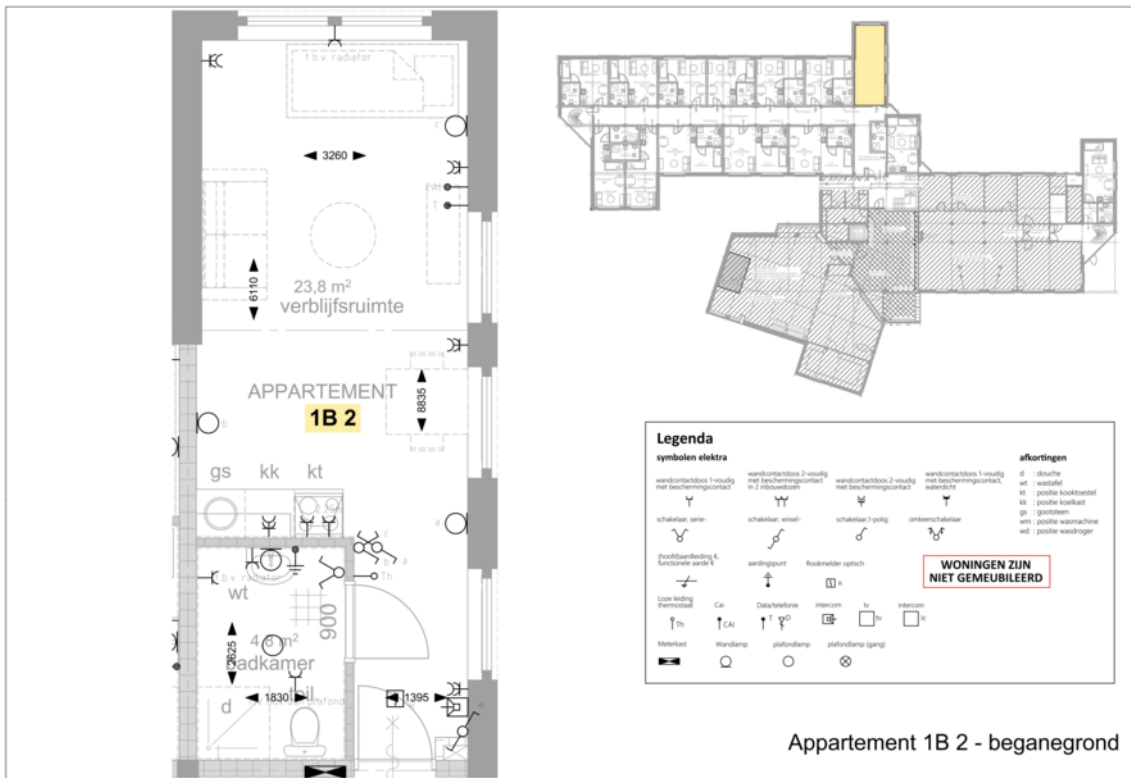 t.b.v. radiator
c
3260
CAI
T
6110
23,8 m²
verblijfsruimte
APPARTEMENT
1B 2
8835
b
gs kk kt
a
c
b a
Th
t.b.v. radiator
wt
900
4,8 m²
badkamer
2625
1830
1395
d
a
Legenda
symbolen elektra
wandcontactdoos 1-voudig
met beschermingscontact
wandcontactdoos 2-voudig
met beschermingscontact
in 2 inbouwdozen
wandcontactdoos 2-voudig
met beschermingscontact
wandcontactdoos 1-voudig
met beschermingscontact,
waterdicht
schakelaar, serie-
schakelaar, wissel-
schakelaar,1-polig
omkeerschakelaar
(hoofd)aardleiding €,
functionele aarde €
aardingspunt
Rookmelder optisch
R
Loze leiding
thermostaat
Cai
Data/telefonie
intercom
tv
intercom
Th
CAI
T
D
tv
ic
Meterkast
Wandlamp
plafondlamp
plafondlamp (gang)
afkortingen
d : douche
wt : wastafel
kt : positie kooktoestel
kk : positie koelkast
gs : gootsteen
wm : positie wasmachine
wd : positie wasdroger
WONINGEN ZIJN
NIET GEMEUBILEERD
Appartement 1B 2 - beganegrond